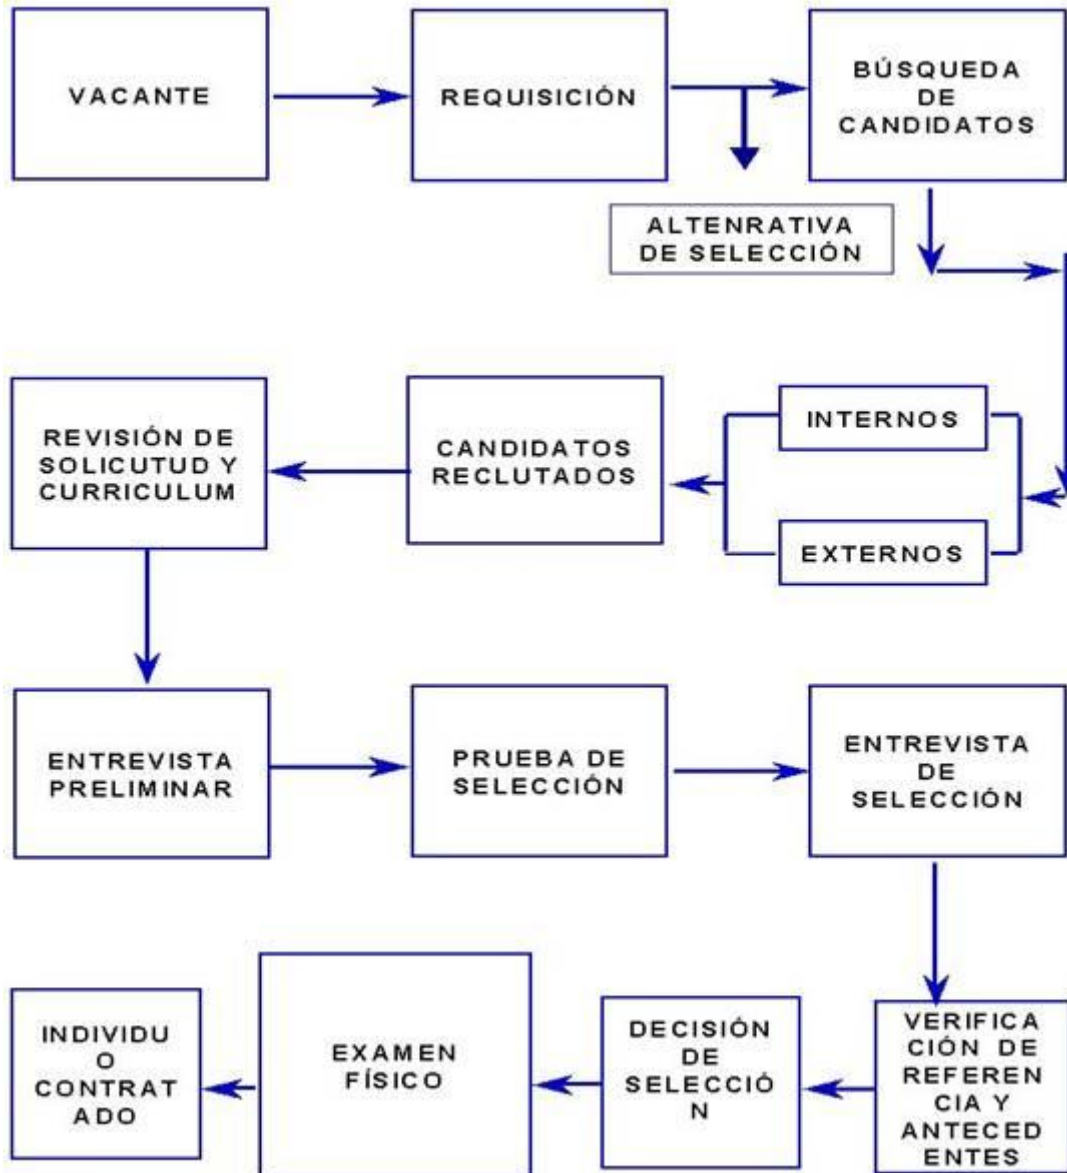 VACANTE
REQUISICIÓN
BÚSQUEDA
DE
CANDIDATOS
ALTENRATIVA
DE SELECCIÓN
INTERNOS
EXTERNOS
CANDIDATOS
RECLUTADOS
REVISIÓN DE
SOLICUTUD Y
CURRICULUM
ENTREVISTA
PRELIMINAR
PRUEBA DE
SELECCIÓN
ENTREVISTA
DE
SELECCIÓN
VERIFICA
CIÓN DE
REFEREN
CIA Y
ANTECED
ENTES
DECISIÓN
DE
SELECCIÓ
N
EXAMEN
FÍSICO
INDIVIDU
O
CONTRAT
ADO